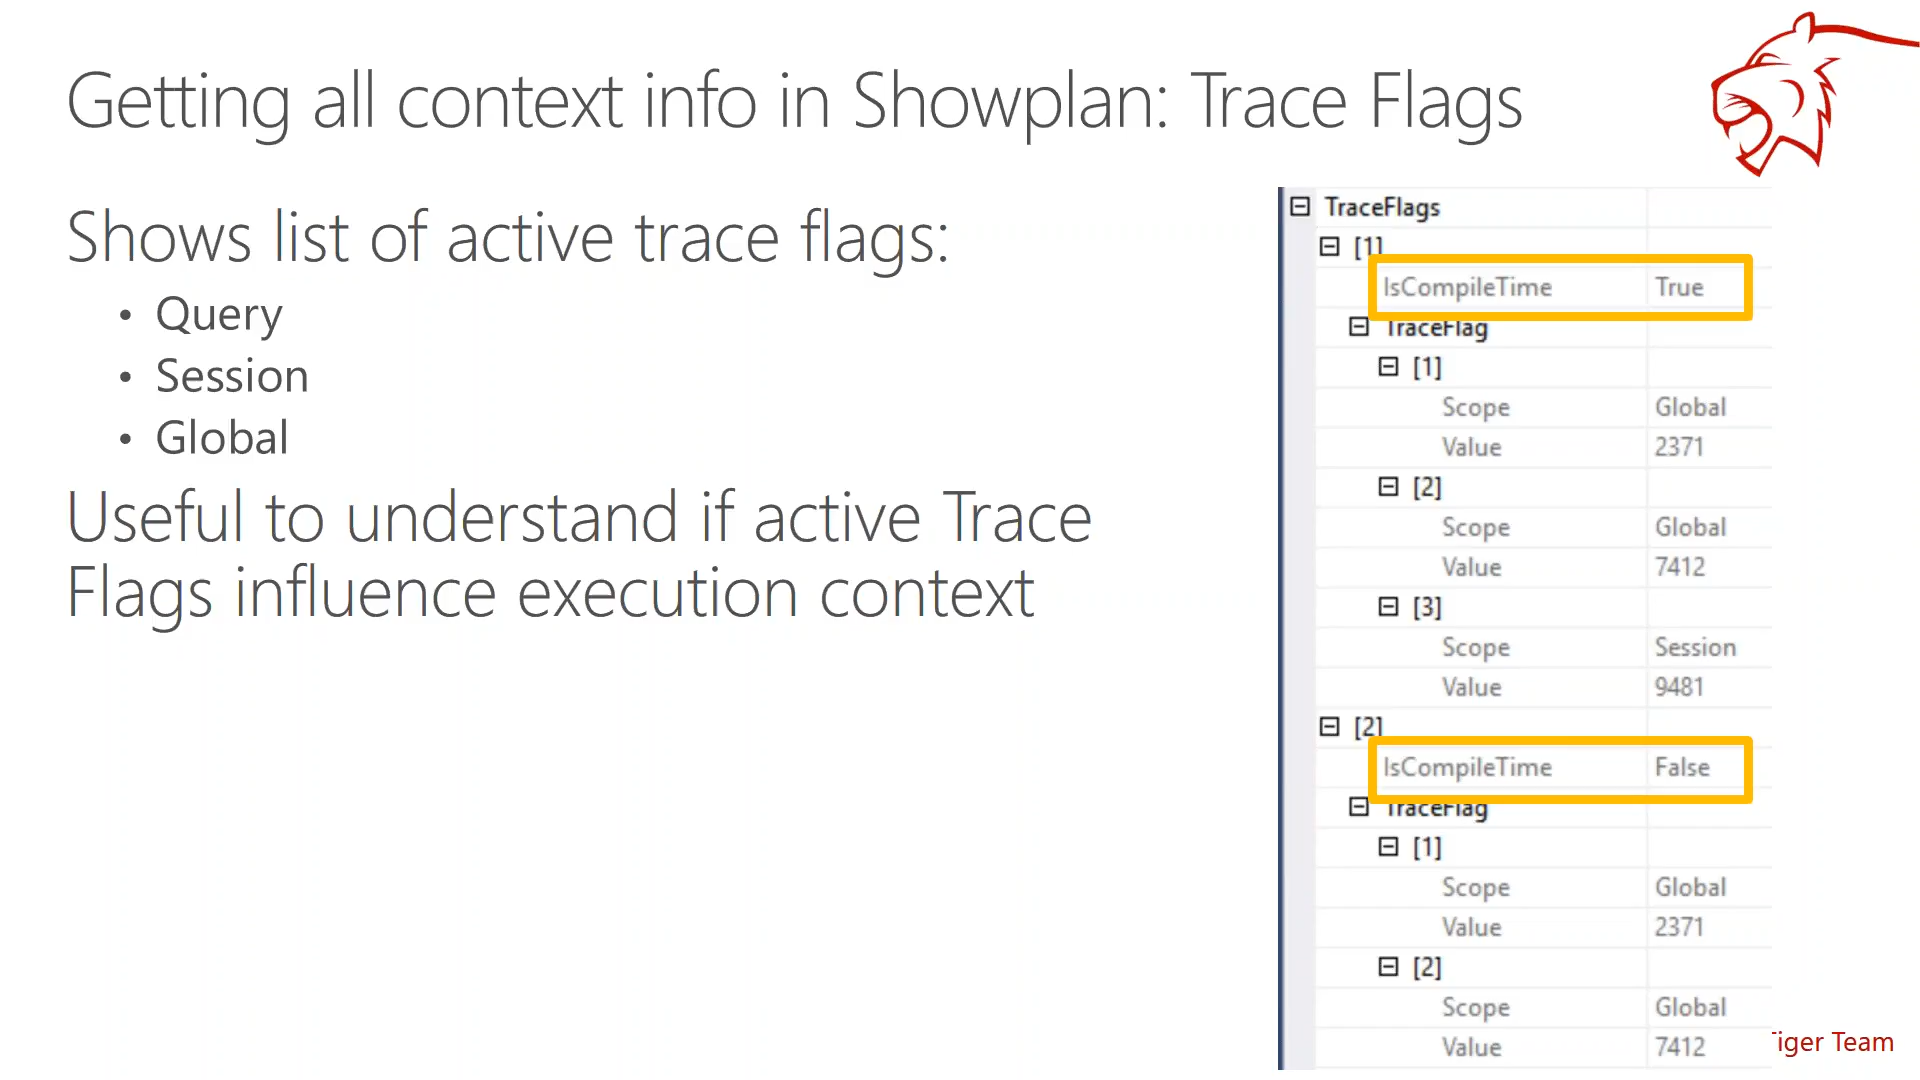 Getting all context info in Showplan: Trace Flags
Shows list of active trace flags:
• Query
• Session
• Global
Useful to understand if active Trace
Flags influence execution context
TraceFlags
[1]
IsCompileTime True
TraceFlag
[1]
Scope Global
Value 2371
[2]
Scope Global
Value 7412
[3]
Scope Session
Value 9481
[2]
IsCompileTime False
TraceFlag
[1]
Scope Global
Value 2371
[2]
Scope Global
Value 7412
Tiger Team